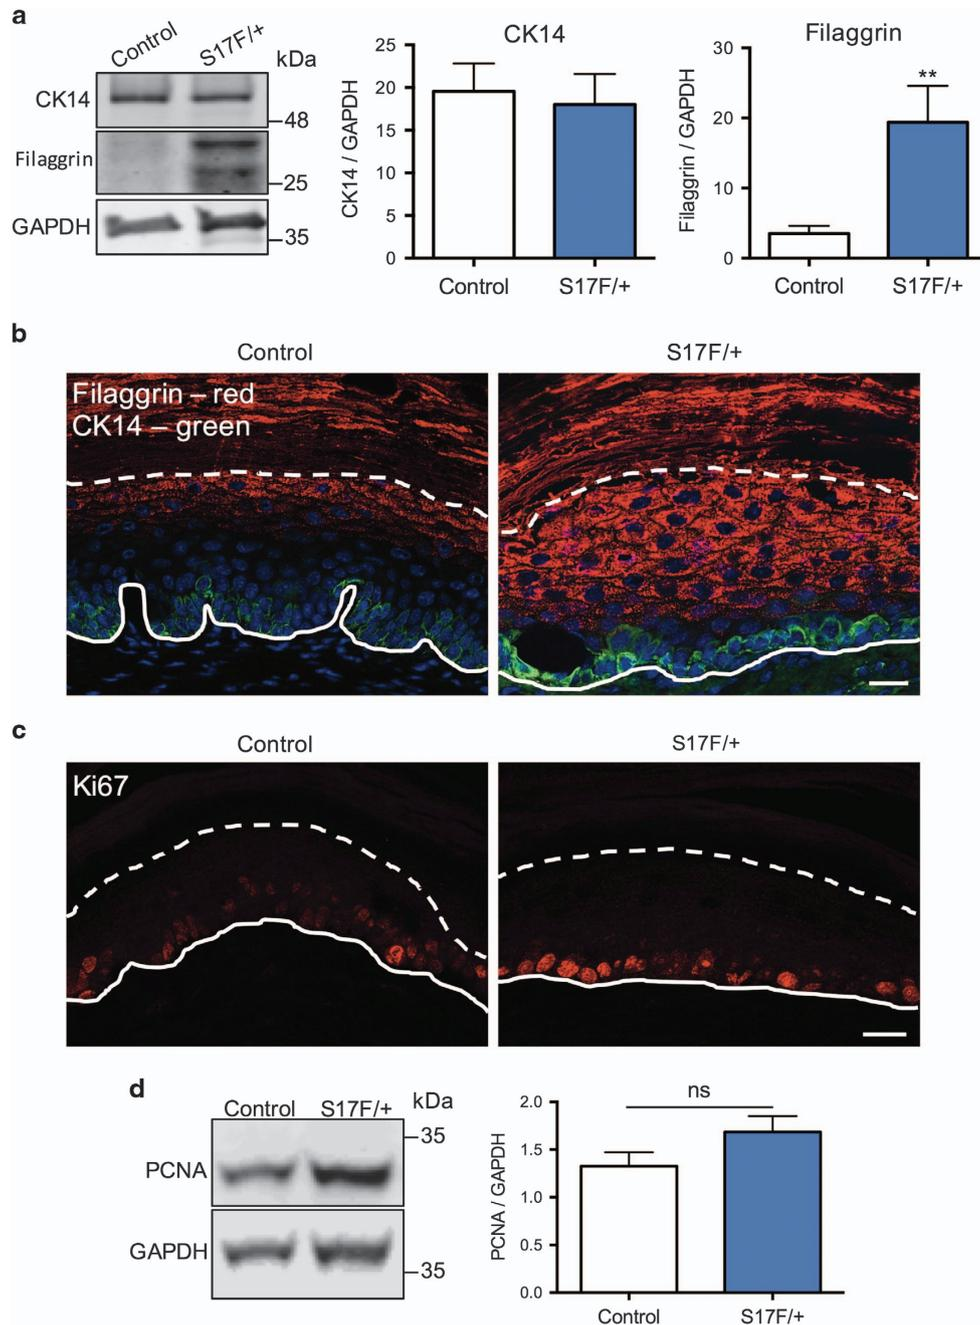 a
Control S17F/+ kDa
CK14
48
Filaggrin
25
GAPDH
35
CK14
CK14 / GAPDH
25
20
15
10
5
0
Control S17F/+
Filaggrin
Filaggrin / GAPDH
30
20
10
0
**
Control S17F/+
b
Control S17F/+
Filaggrin – red
CK14 – green
c
Control S17F/+
Ki67
d
Control S17F/+ kDa
35
PCNA
GAPDH
35
PCNA / GAPDH
2.0
1.5
1.0
0.5
0.0
ns
Control S17F/+